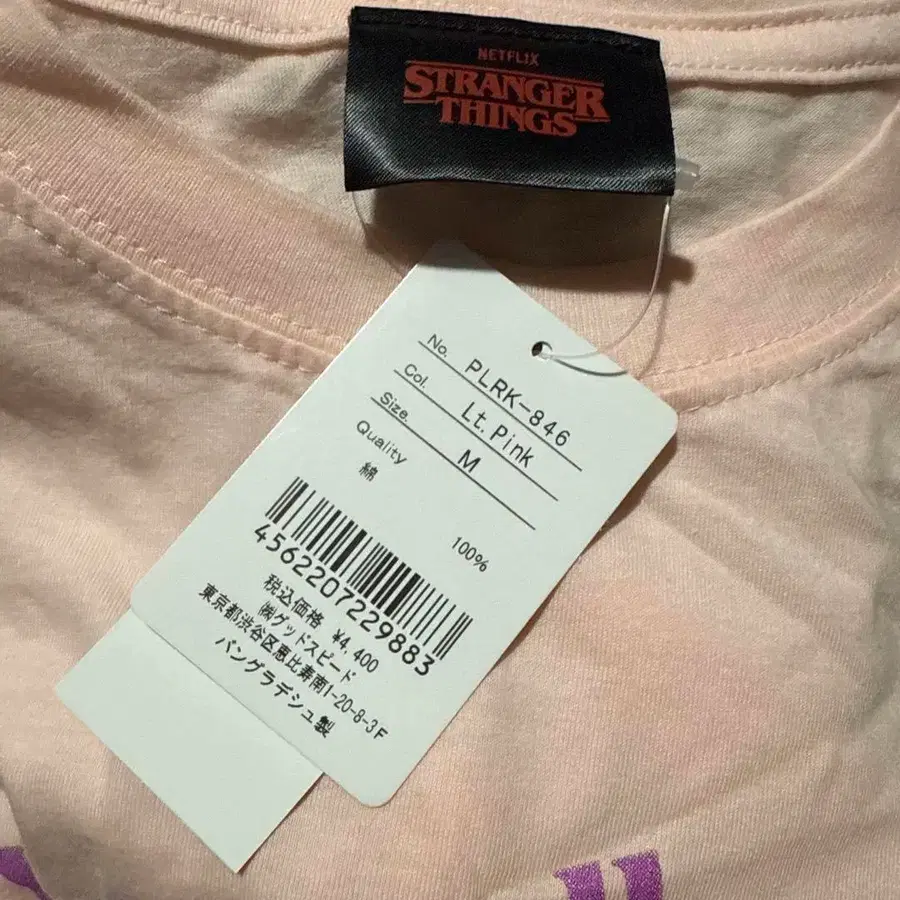 NETFLIX
STRANGER
THINGS
No. PLRK-846
Col. Lt.Pink
Size. M
Quality
綿 100%
4562207229883
税込価格 ¥4,400
㈱グッドスピード
東京都渋谷区恵比寿南1-20-8-3F
バングラデシュ製